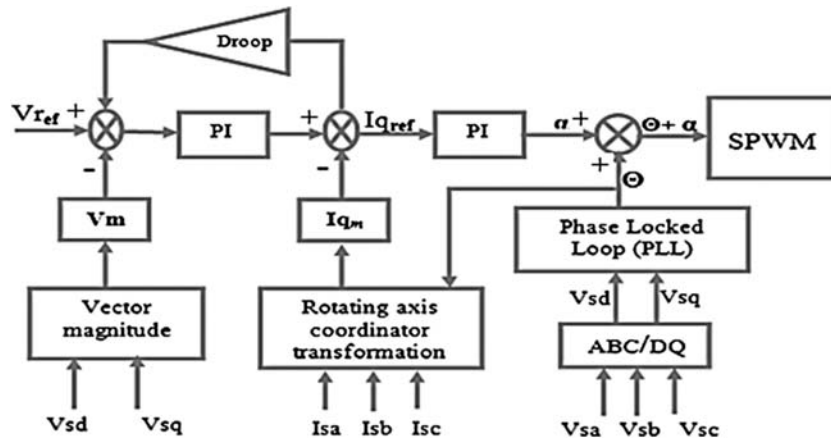 Droop
Vref + PI + Iqref PI α+ Θ+ α SPWM
- - + Θ
Vm Iqm Phase Locked
Loop (PLL)
Vector
magnitude
Rotating axis
coordinator
transformation
Vsd Vsq
ABC/DQ
Vsd Vsq Isa Isb Isc Vsa Vsb Vsc